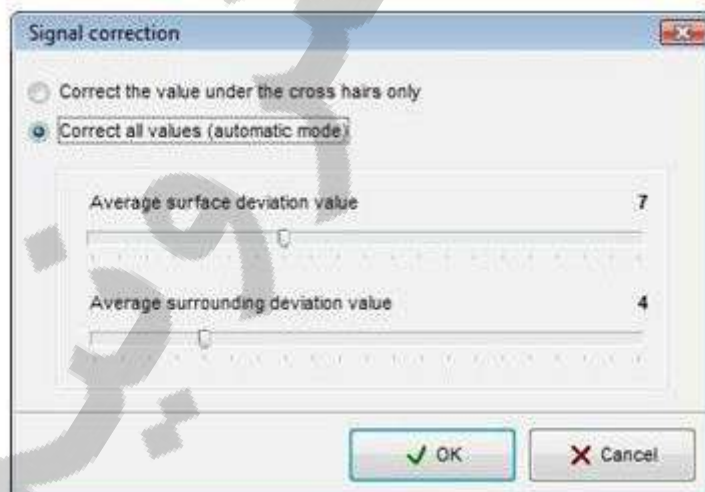 Signal correction
Correct the value under the cross hairs only
Correct all values (automatic mode)
Average surface deviation value 7
Average surrounding deviation value 4
OK Cancel